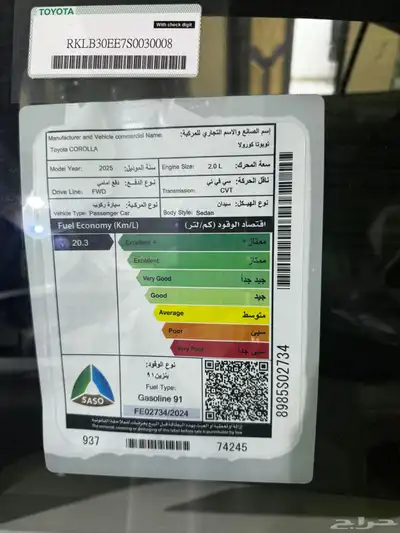 TOYOTA
With check digit
RKLB30EE7S0030008
إسم الصانع والاسم التجاري للمركبة:
Manufacturer and Vehicle commercial Name:
تويوتا كورولا
Toyota COROLLA
سعة المحرك:
Engine Size: 2.0 L
سنة الموديل:
Model Year: 2025
ناقل الحركة: سي في تي
Transmission: CVT
نوع الدفع: دفع امامي
Drive Line: FWD
نوع الهيكل: سيدان
Body Style: Sedan
نوع المركبة: سيارة ركوب
Vehicle Type: Passenger Car
Fuel Economy (Km/L) اقتصاد الوقود (كم/لتر)
20.3
Excellent + ممتاز+
Excellent ممتاز
Very Good جيد جداً
Good جيد
Average متوسط
Poor سيئ
Very Poor سيئ جداً
نوع الوقود:
بنزين ٩١
Fuel Type:
Gasoline 91
FE02734/2024
SASO
8985S02734
937
74245
حراج